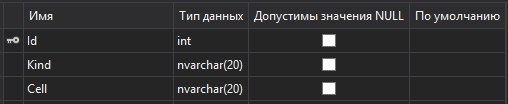 Имя Тип данных Допустимы значения NULL По умолчанию
Id int
Kind nvarchar(20)
Cell nvarchar(20)